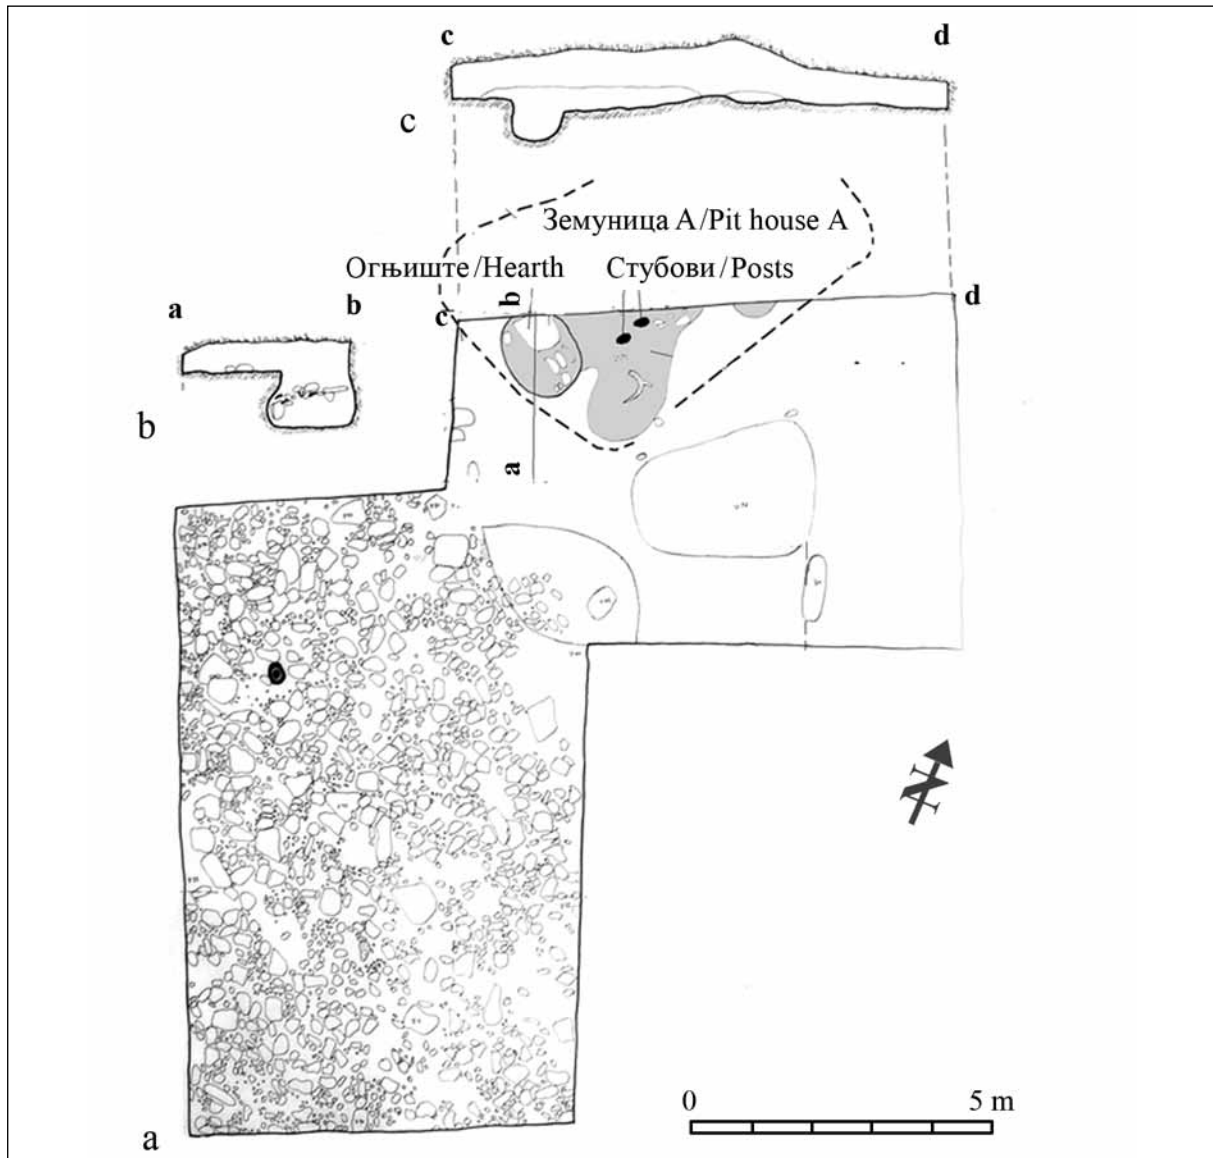 c d
c
Земуница А/Pit house A
Огњиште/Hearth Стубови/Posts
a b b
c d
b
a
N
0 5 m
a